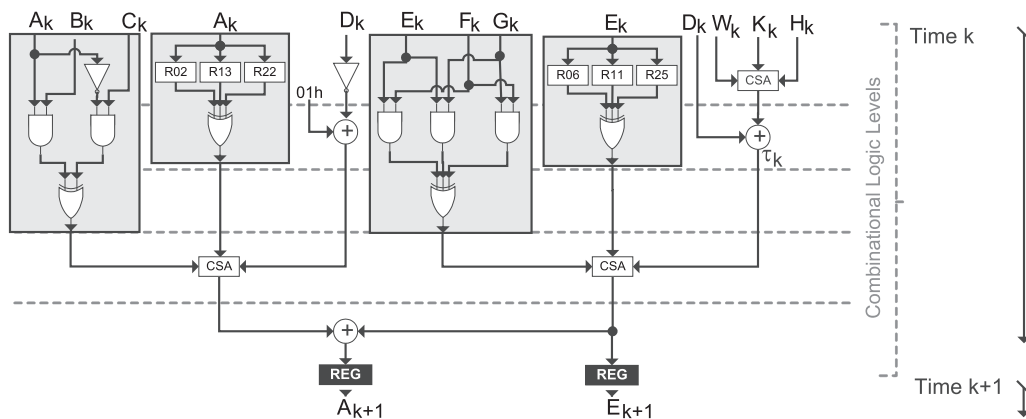 Ak Bk Ck Ak Dk Ek Fk Gk Ek Dk Wk Kk Hk
Time k
R02 R13 R22 R06 R11 R25
CSA
01h
+ +
τk
Combinational Logic Levels
CSA CSA
+
REG REG
Time k+1
Ak+1 Ek+1